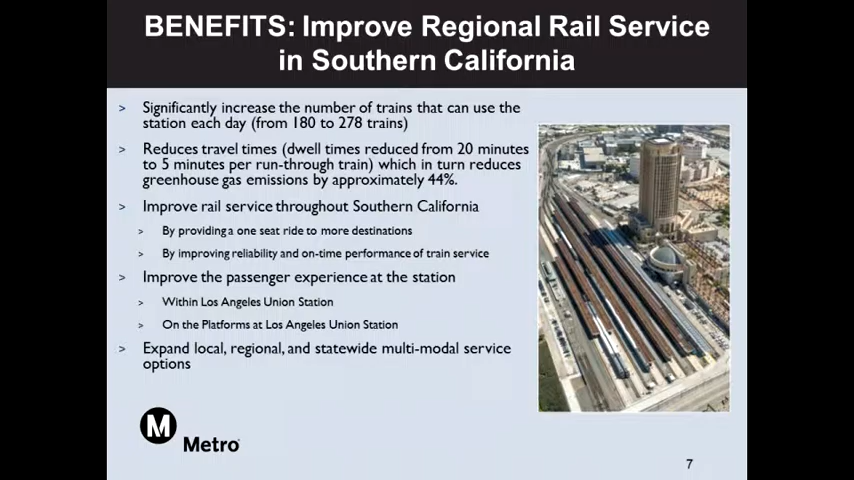 BENEFITS: Improve Regional Rail Service
in Southern California
> Significantly increase the number of trains that can use the
station each day (from 180 to 278 trains)
> Reduces travel times (dwell times reduced from 20 minutes
to 5 minutes per run-through train) which in turn reduces
greenhouse gas emissions by approximately 44%.
> Improve rail service throughout Southern California
> By providing a one seat ride to more destinations
> By improving reliability and on-time performance of train service
> Improve the passenger experience at the station
> Within Los Angeles Union Station
> On the Platforms at Los Angeles Union Station
> Expand local, regional, and statewide multi-modal service
options
M
Metro
7